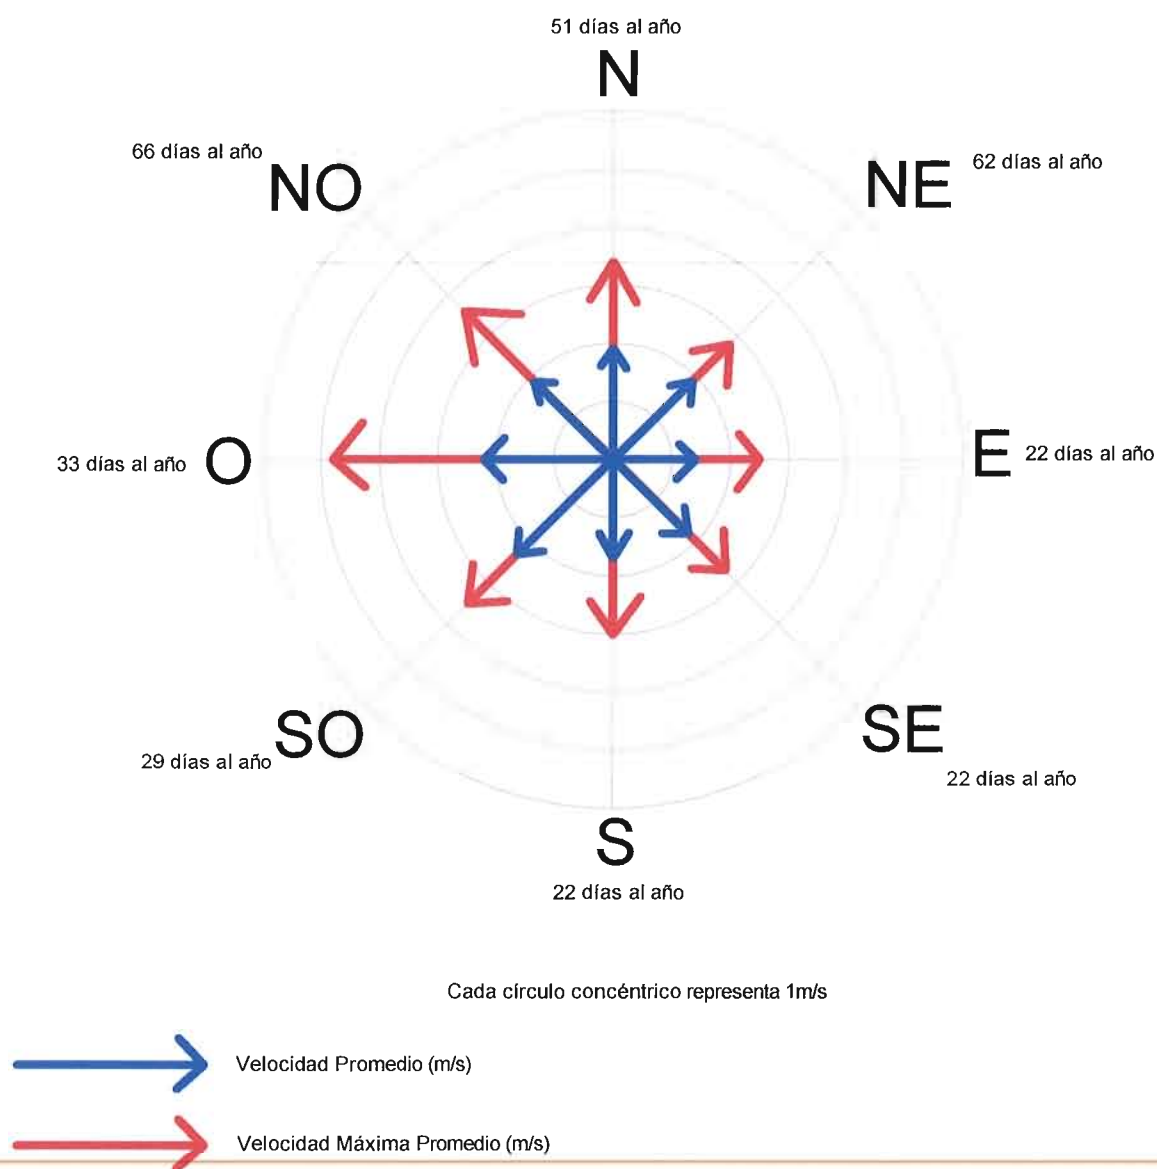 51 días al año
N
66 días al año
NO
NE
62 días al año
33 días al año
O
E
22 días al año
SO
29 días al año
SE
22 días al año
S
22 días al año
Cada círculo concéntrico representa 1m/s
Velocidad Promedio (m/s)
Velocidad Máxima Promedio (m/s)